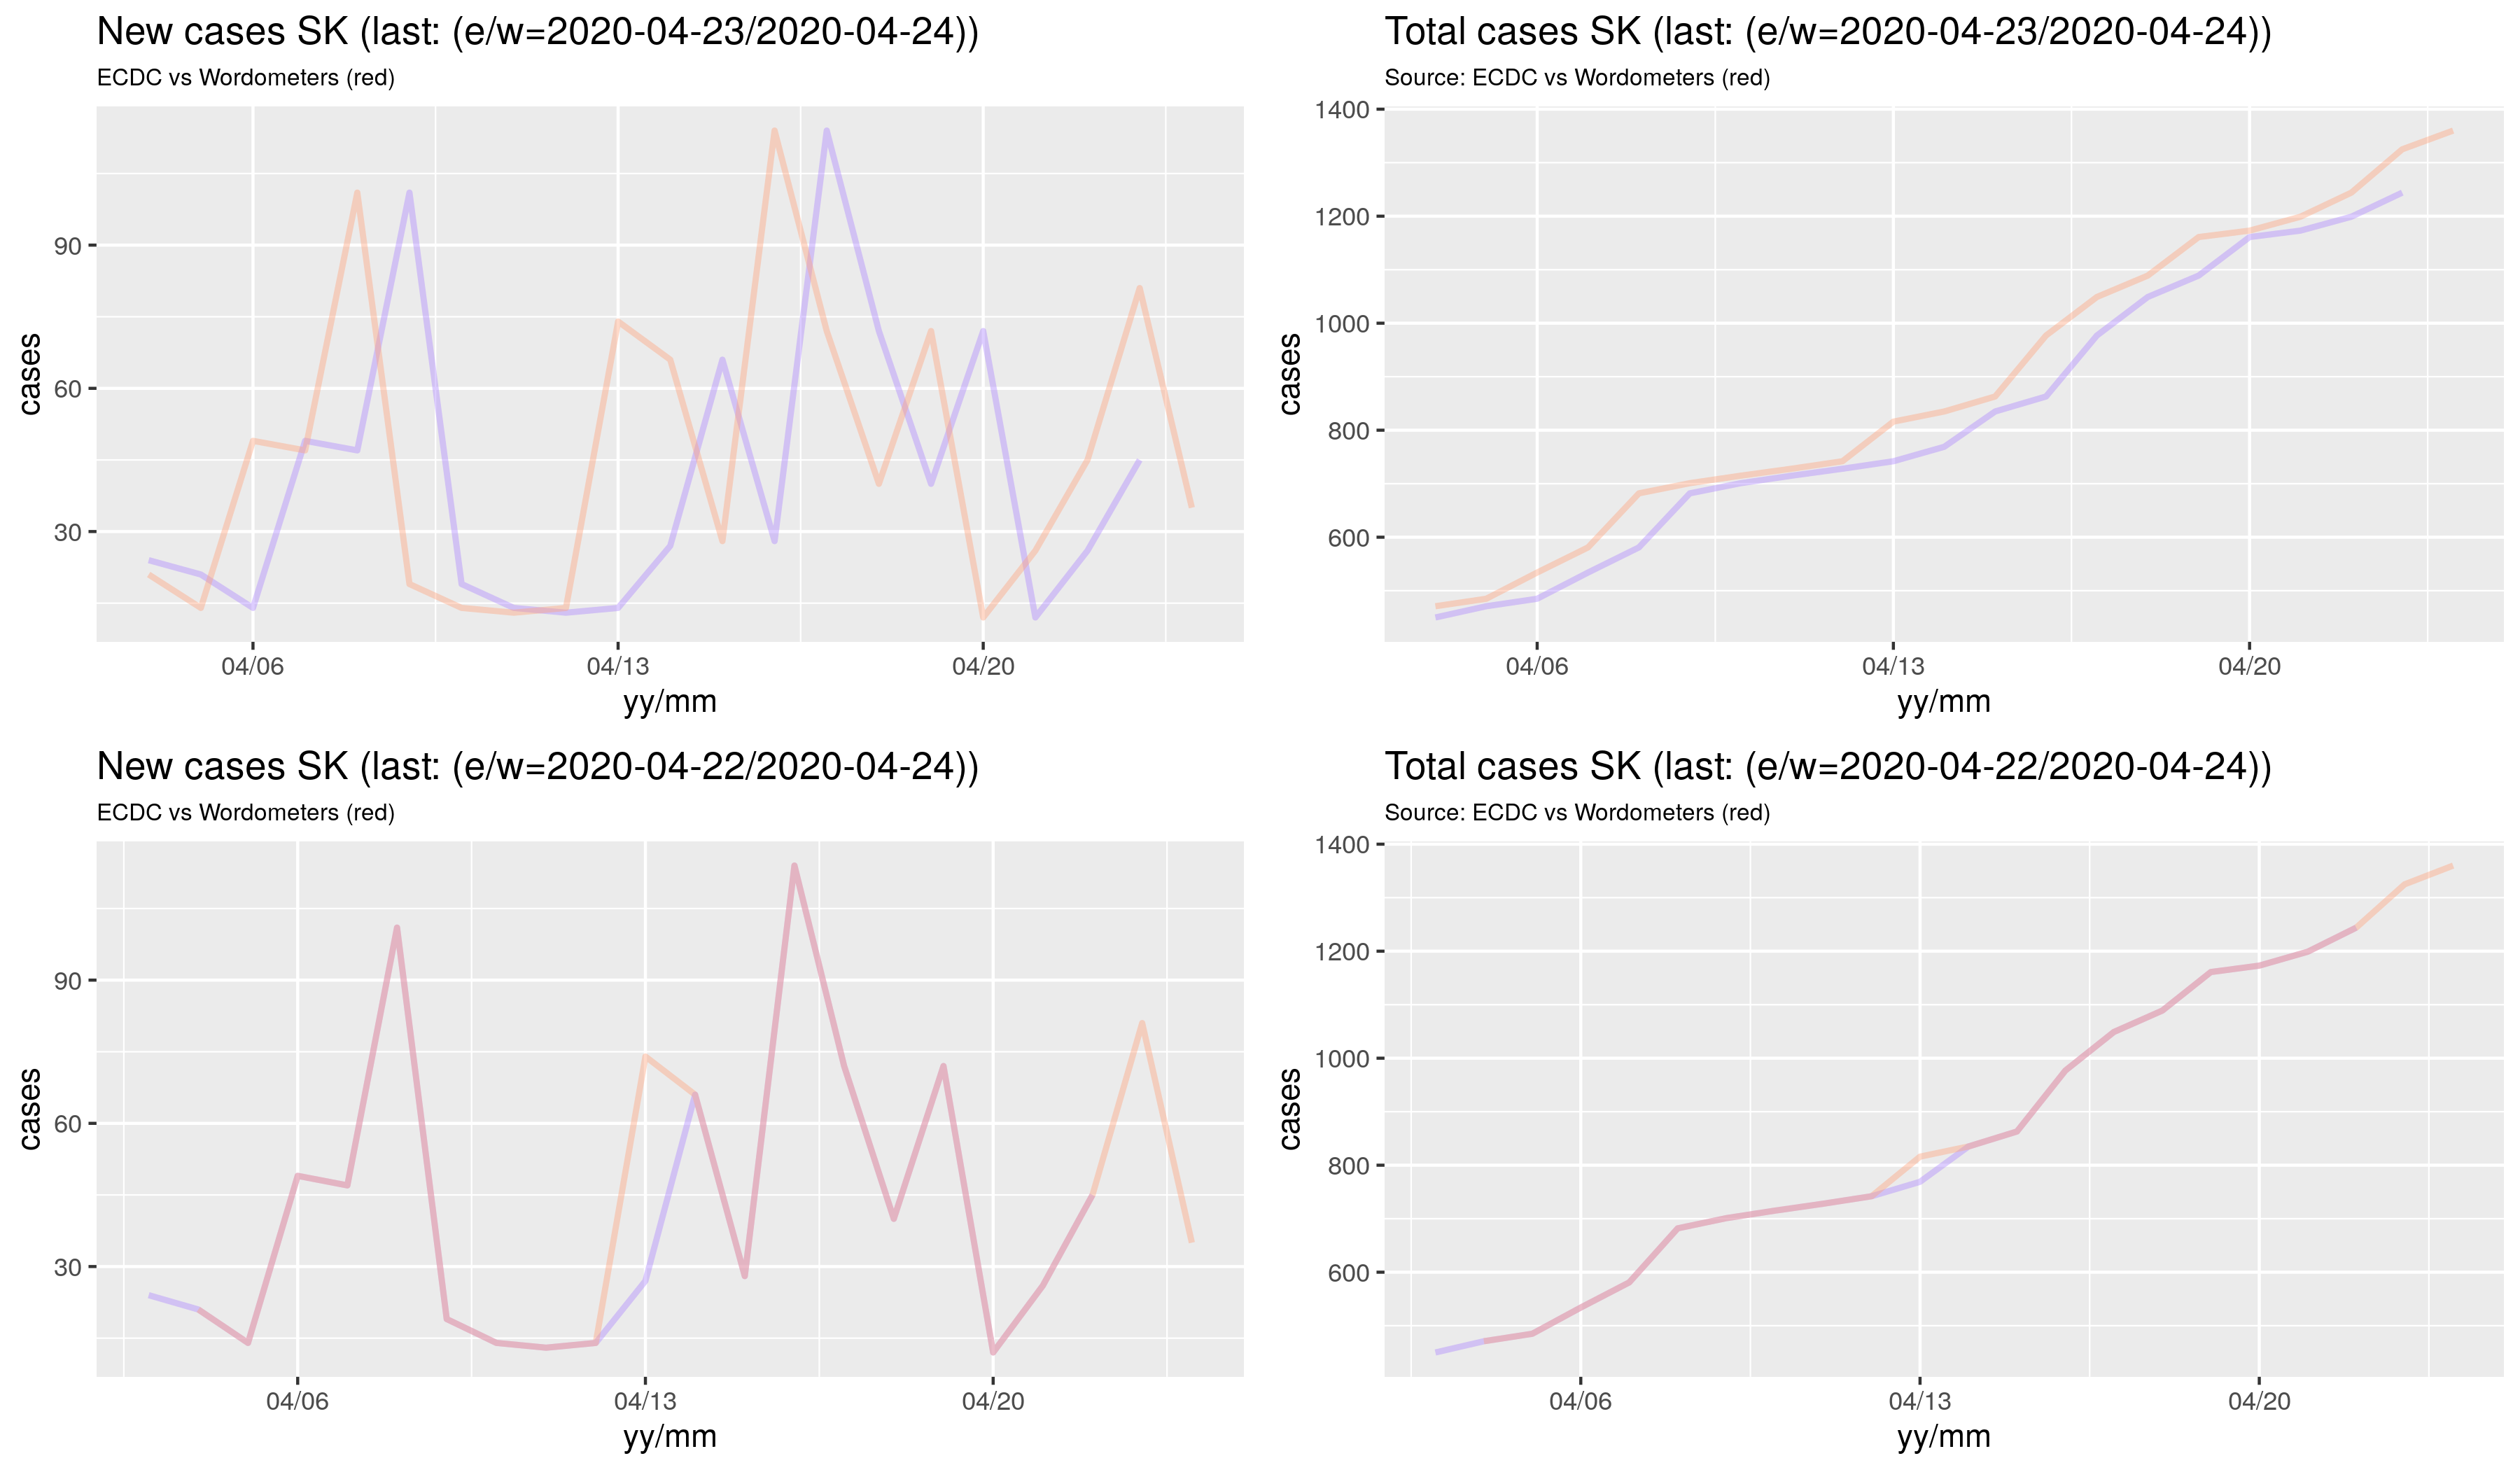 New cases SK (last: (e/w=2020-04-23/2020-04-24))
ECDC vs Wordometers (red)
cases
90
60
30
04/06 04/13 04/20
yy/mm
Total cases SK (last: (e/w=2020-04-23/2020-04-24))
Source: ECDC vs Wordometers (red)
cases
1400
1200
1000
800
600
04/06 04/13 04/20
yy/mm
New cases SK (last: (e/w=2020-04-22/2020-04-24))
ECDC vs Wordometers (red)
cases
90
60
30
04/06 04/13 04/20
yy/mm
Total cases SK (last: (e/w=2020-04-22/2020-04-24))
Source: ECDC vs Wordometers (red)
cases
1400
1200
1000
800
600
04/06 04/13 04/20
yy/mm